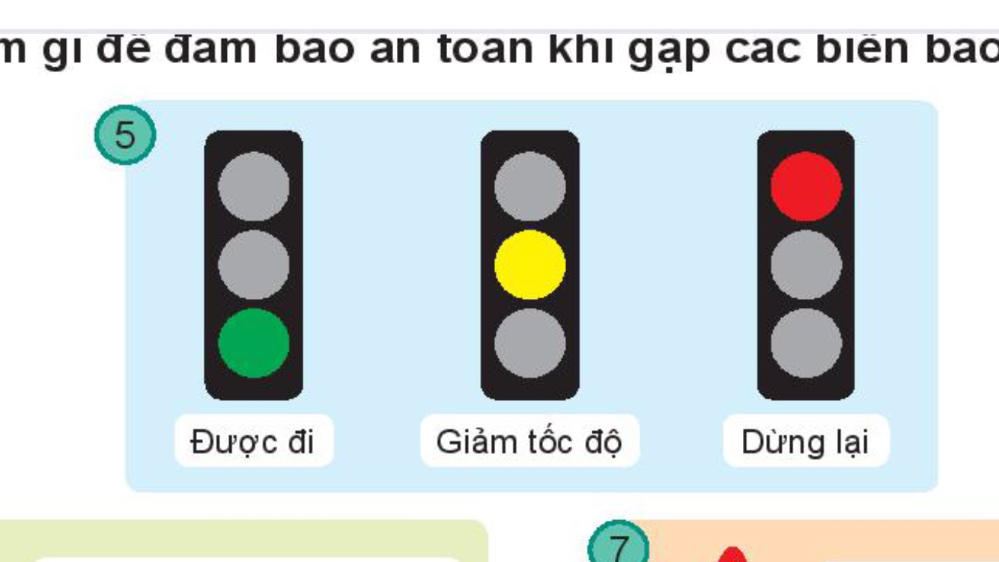 gì để đảm bảo an toàn khi gặp các biển báo
5
Được đi
Giảm tốc độ
Dừng lại
7